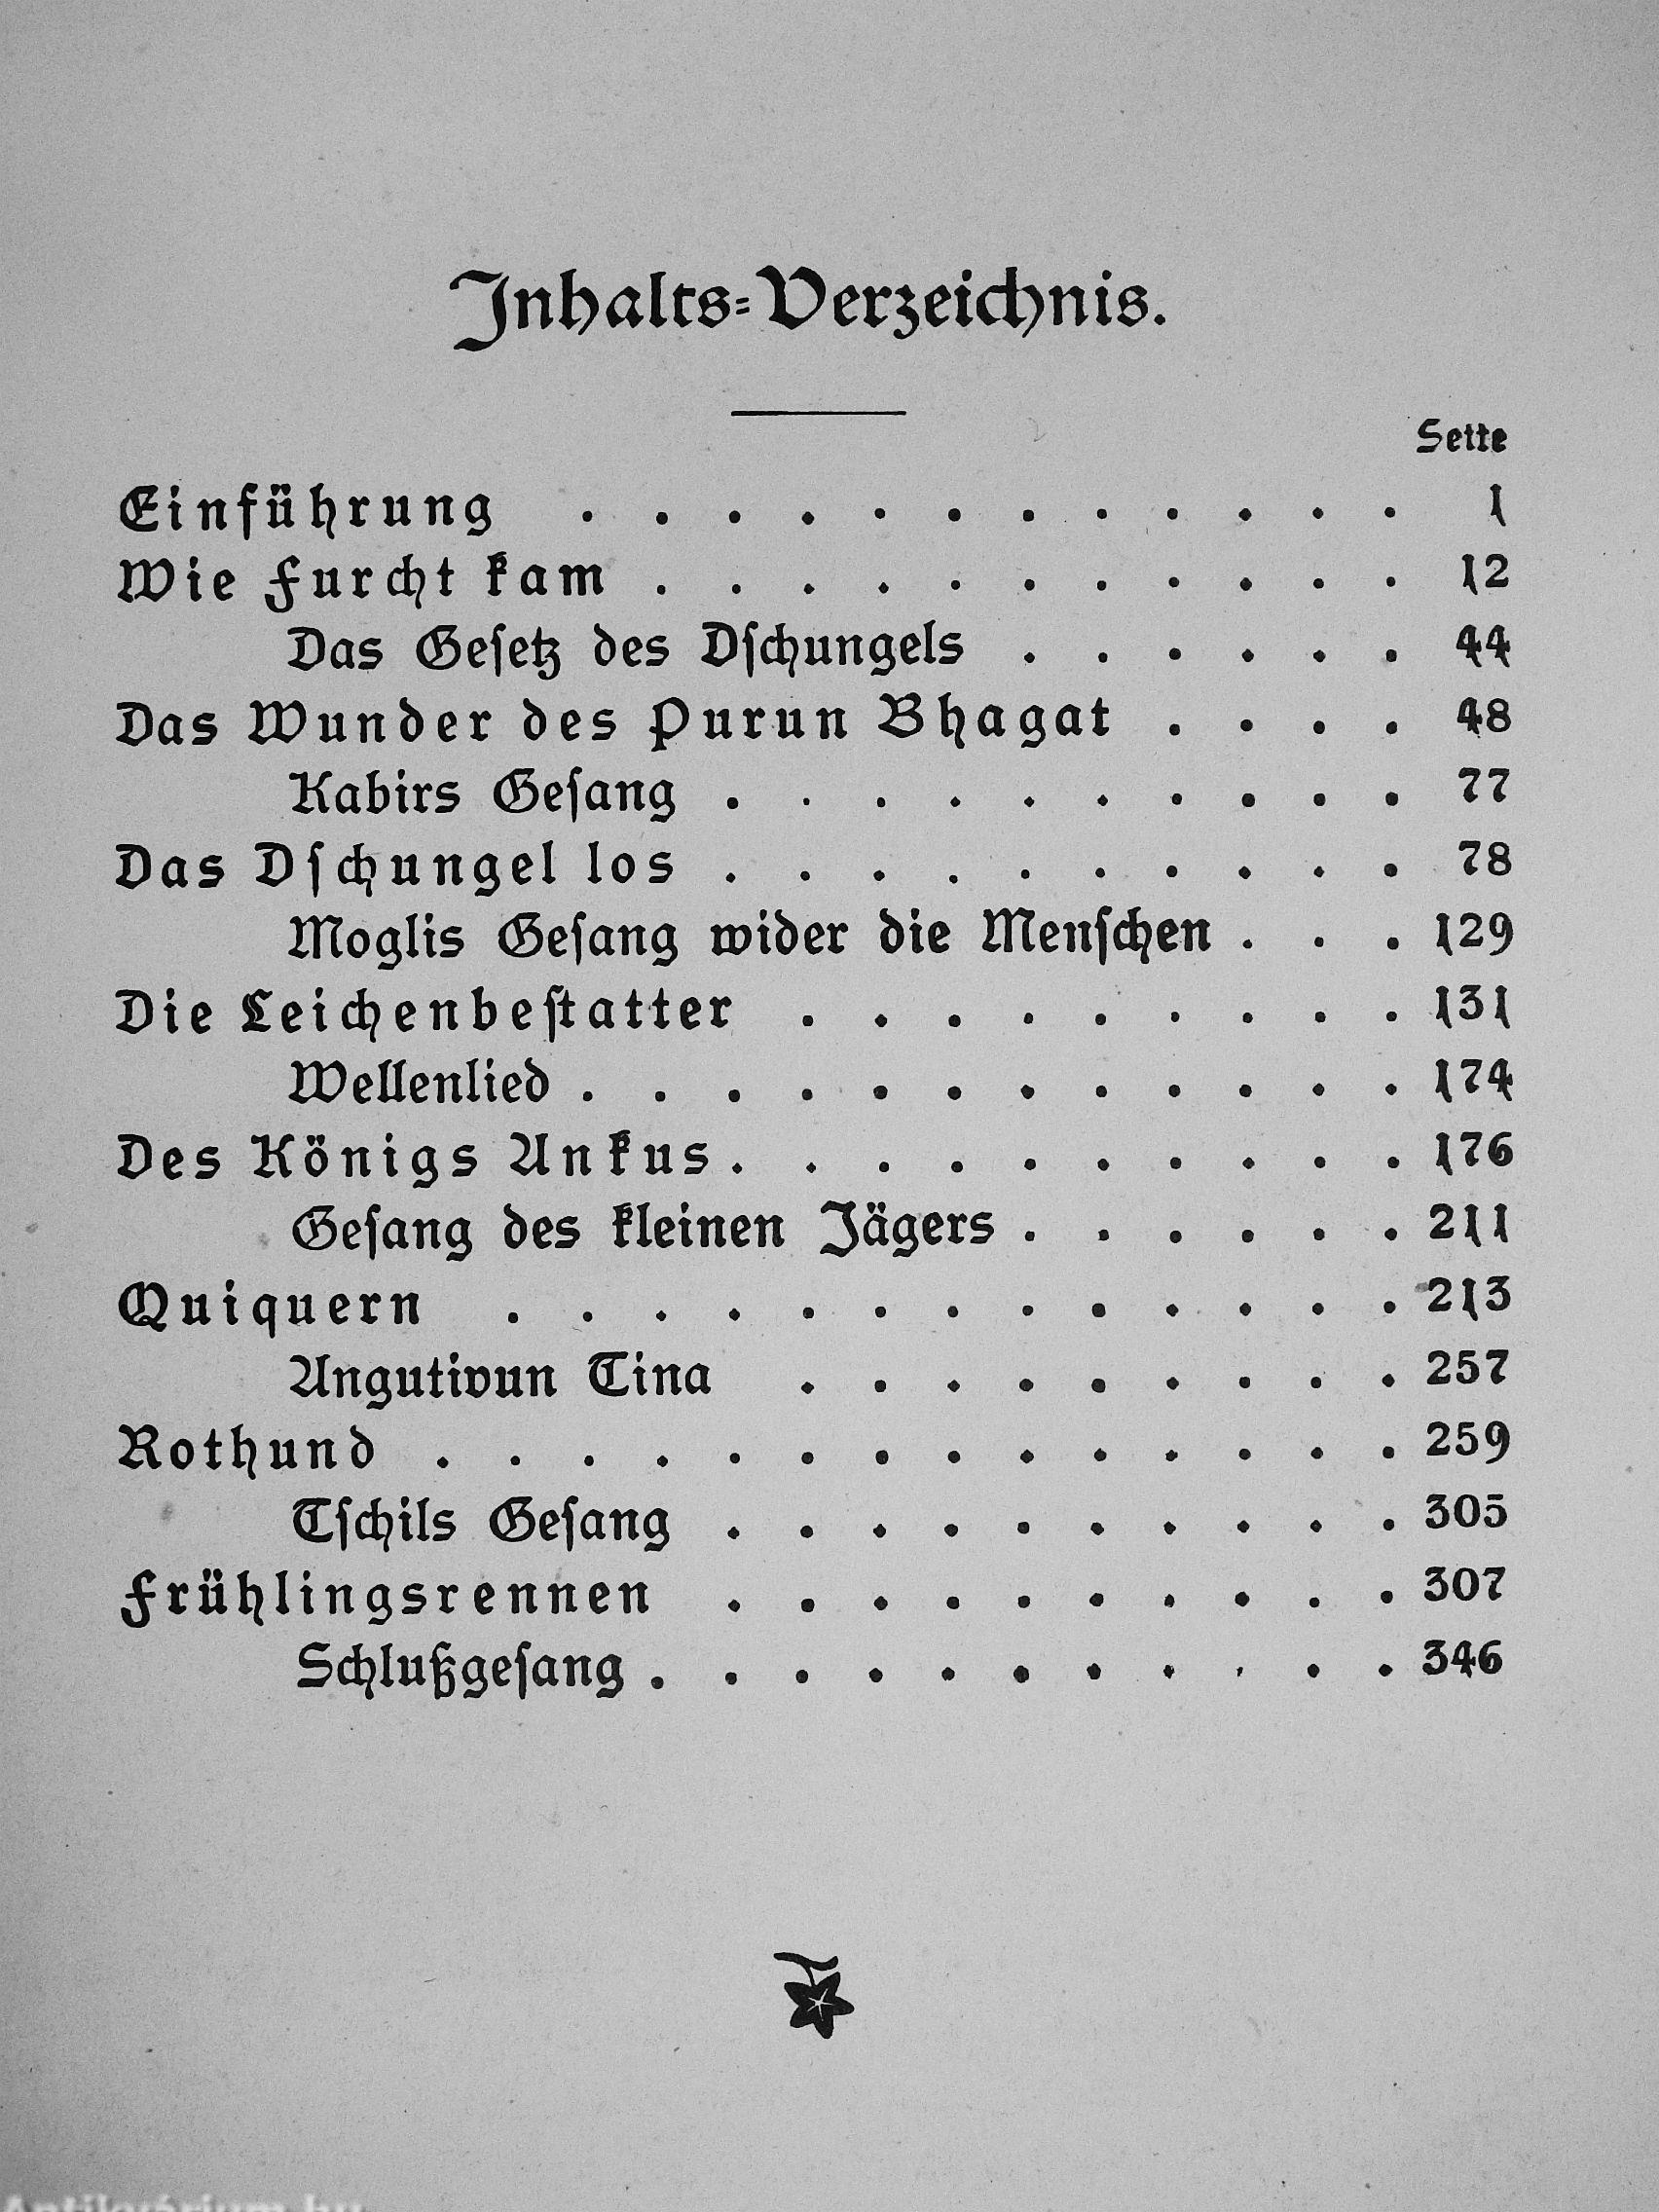 Inhalts-Verzeichnis.
Seite
Einführung . . . . . . . . . . . . 1
Wie Furcht kam . . . . . . . . . . . 12
Das Geſetz des Dſchungels . . . . . . 44
Das Wunder des Purun Bhagat . . . . 48
Kabirs Geſang . . . . . . . . . . 77
Das Dſchungel los . . . . . . . . . . 78
Moglis Geſang wider die Menſchen . . . 129
Die Leichenbeſtatter . . . . . . . . . 131
Wellenlied . . . . . . . . . . . . 174
Des Königs Ankus . . . . . . . . . . 176
Geſang des kleinen Jägers . . . . . . 211
Quiquern . . . . . . . . . . . . . 213
Angutivun Tina . . . . . . . . . 257
Rothund . . . . . . . . . . . . . . 259
Tſchils Geſang . . . . . . . . . . 305
Frühlingsrennen . . . . . . . . . . 307
Schlußgeſang . . . . . . . . . . . 346
Antikvárium.hu